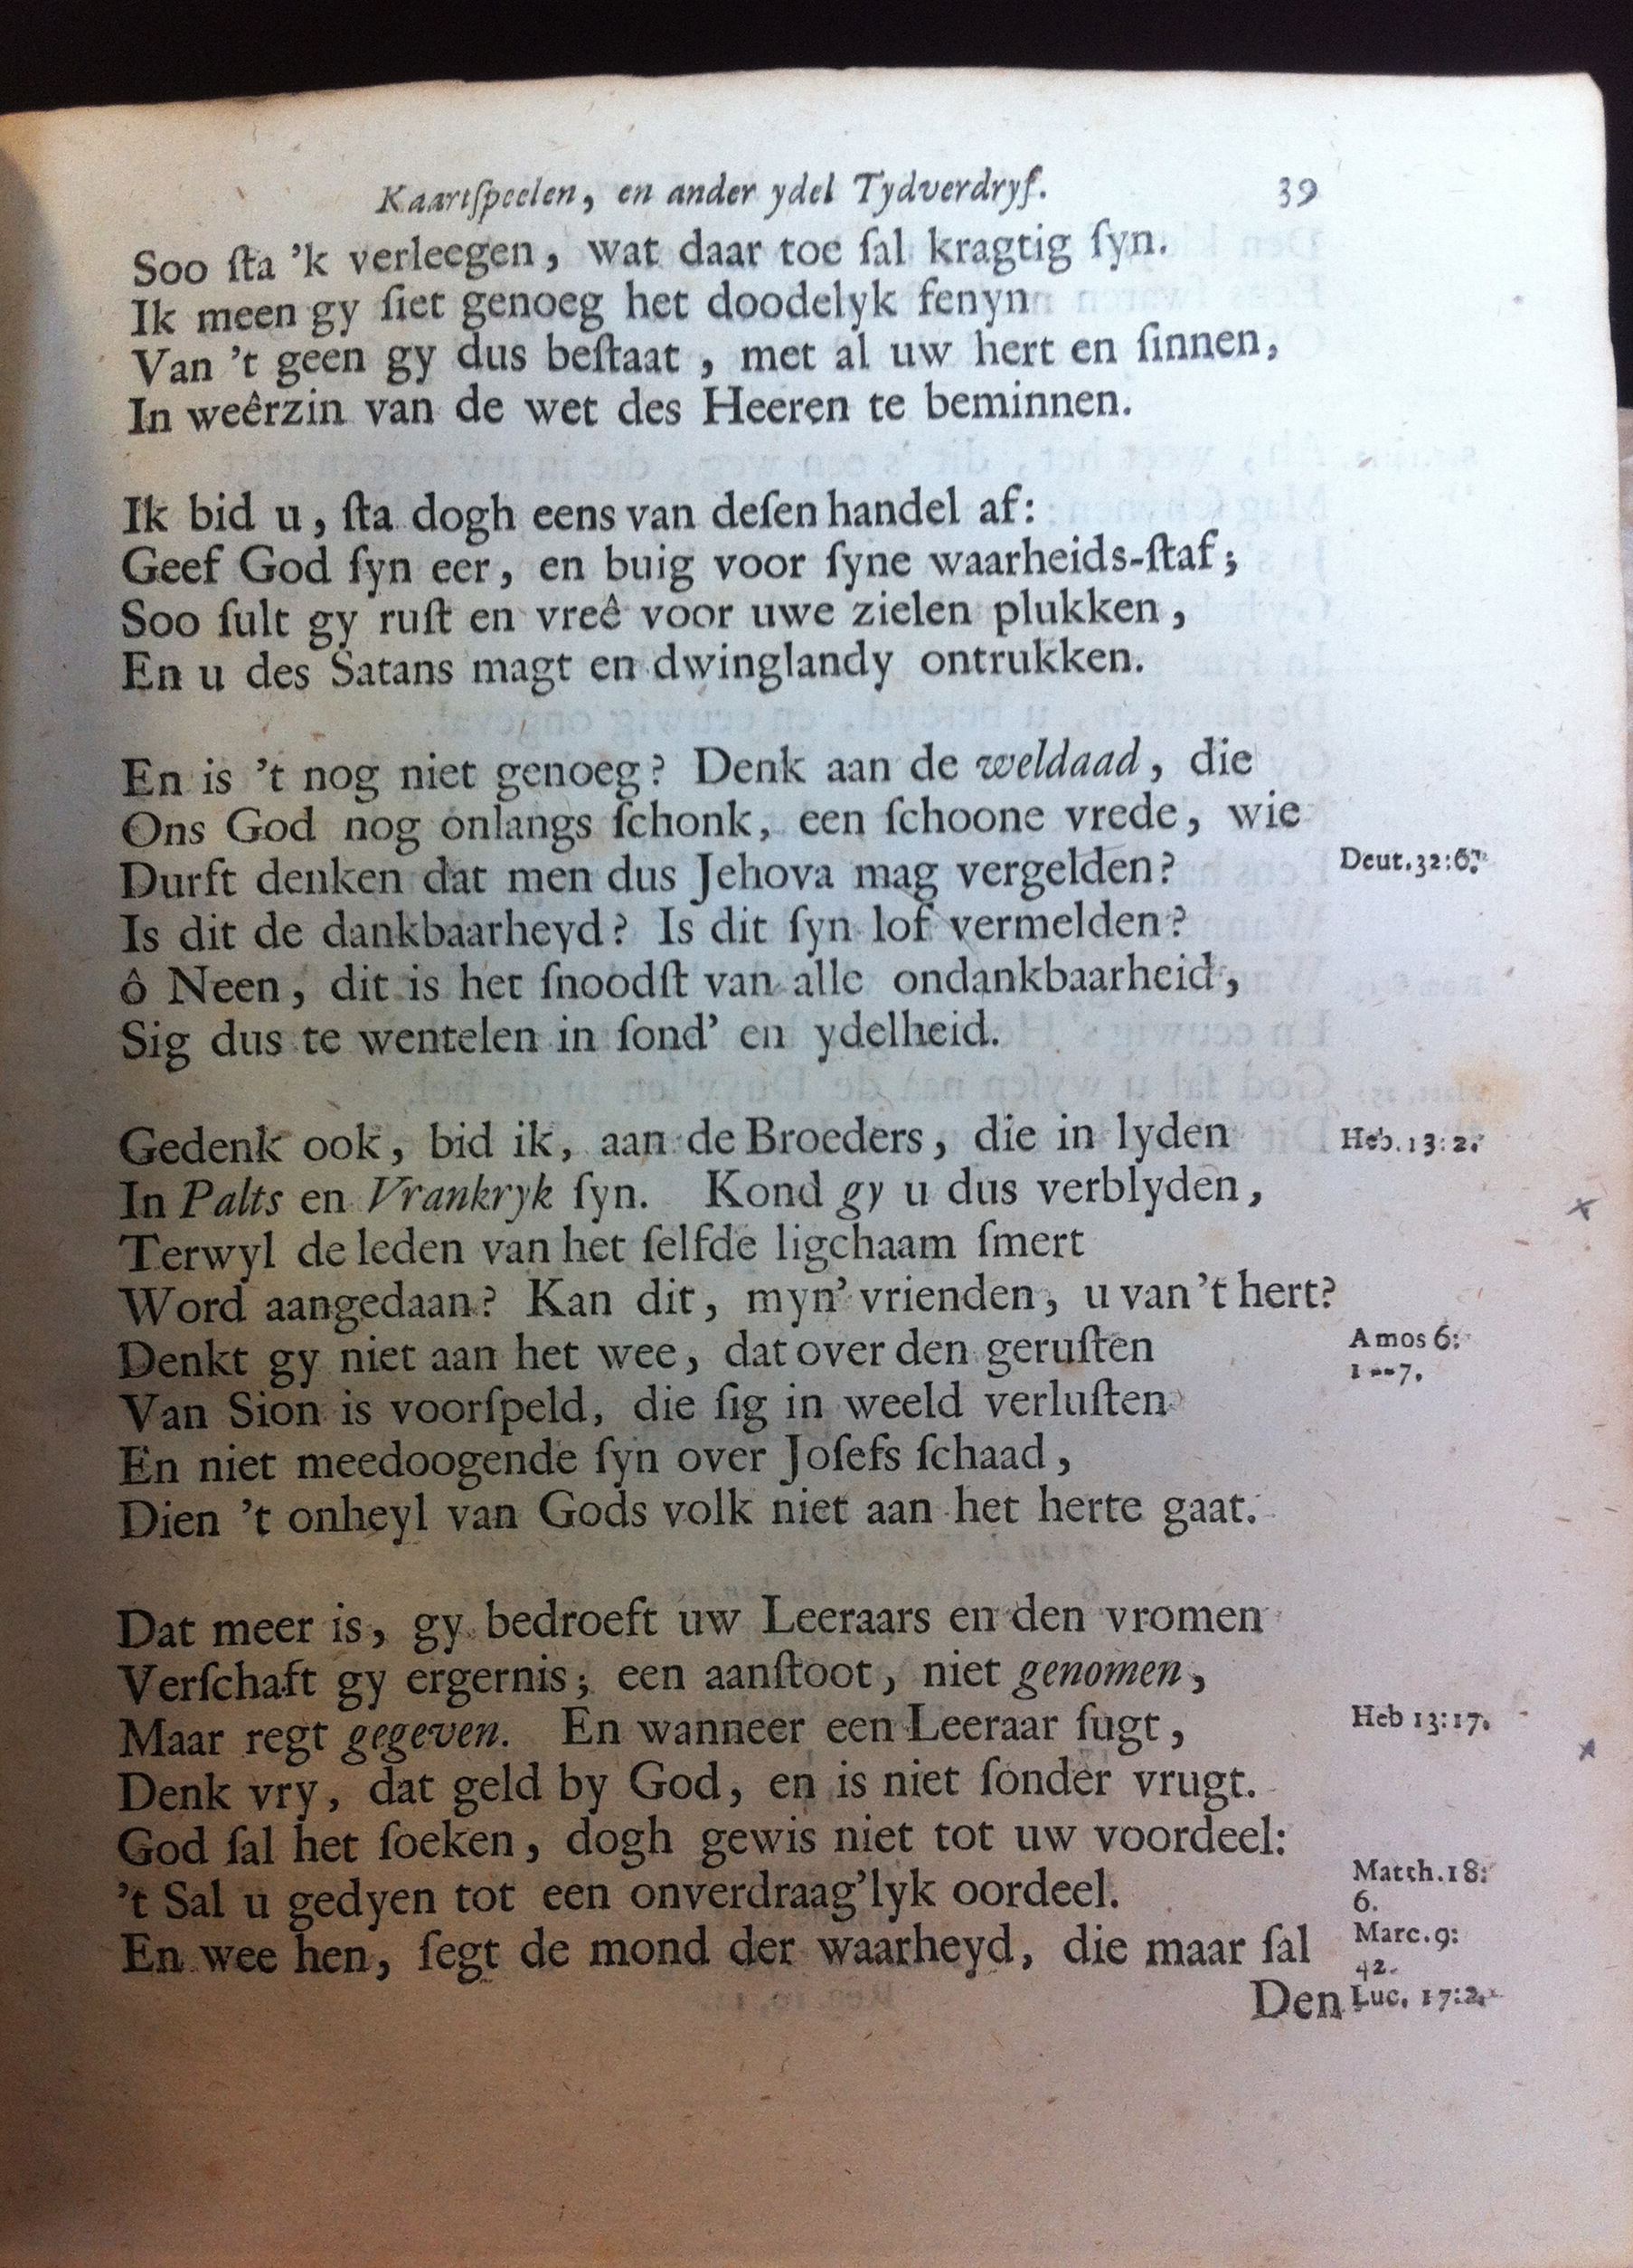 Kaartſpeelen, en ander ydel Tydverdryf. 39
Soo ſta 'k verleegen, wat daar toe ſal kragtig ſyn.
Ik meen gy ſiet genoeg het doodelyk fenyn
Van 't geen gy dus beſtaat, met al uw hert en ſinnen,
In weêrzin van de wet des Heeren te beminnen.
Ik bid u, ſta dogh eens van deſen handel af:
Geef God ſyn eer, en buig voor ſyne waarheids-ſtaf;
Soo ſult gy ruſt en vreê voor uwe zielen plukken,
En u des Satans magt en dwinglandy ontrukken.
En is 't nog niet genoeg? Denk aan de weldaad, die
Ons God nog onlangs ſchonk, een ſchoone vrede, wie
Durft denken dat men dus Jehova mag vergelden? Deut.32:6.
Is dit de dankbaarheyd? Is dit ſyn lof vermelden?
ô Neen, dit is het ſnoodſt van alle ondankbaarheid,
Sig dus te wentelen in ſond' en ydelheid.
Gedenk ook, bid ik, aan de Broeders, die in lyden Heb.13:2.
In Palts en Vrankryk ſyn. Kond gy u dus verblyden,
Terwyl de leden van het ſelfde ligchaam ſmert
Word aangedaan? Kan dit, myn' vrienden, u van 't hert?
Denkt gy niet aan het wee, dat over den geruſten Amos 6:
1--7.
Van Sion is voorſpeld, die ſig in weeld verluſten
En niet meedoogende ſyn over Joſefs ſchaad,
Dien 't onheyl van Gods volk niet aan het herte gaat.
Dat meer is, gy bedroeft uw Leeraars en den vromen
Verſchaft gy ergernis; een aanſtoot, niet genomen,
Maar regt gegeven. En wanneer een Leeraar ſugt, Heb 13:17.
Denk vry, dat geld by God, en is niet ſonder vrugt.
God ſal het ſoeken, dogh gewis niet tot uw voordeel:
't Sal u gedyen tot een onverdraag'lyk oordeel. Matth.18:
6.
En wee hen, ſegt de mond der waarheyd, die maar ſal Marc.9:
42.
Den Luc. 17:2.